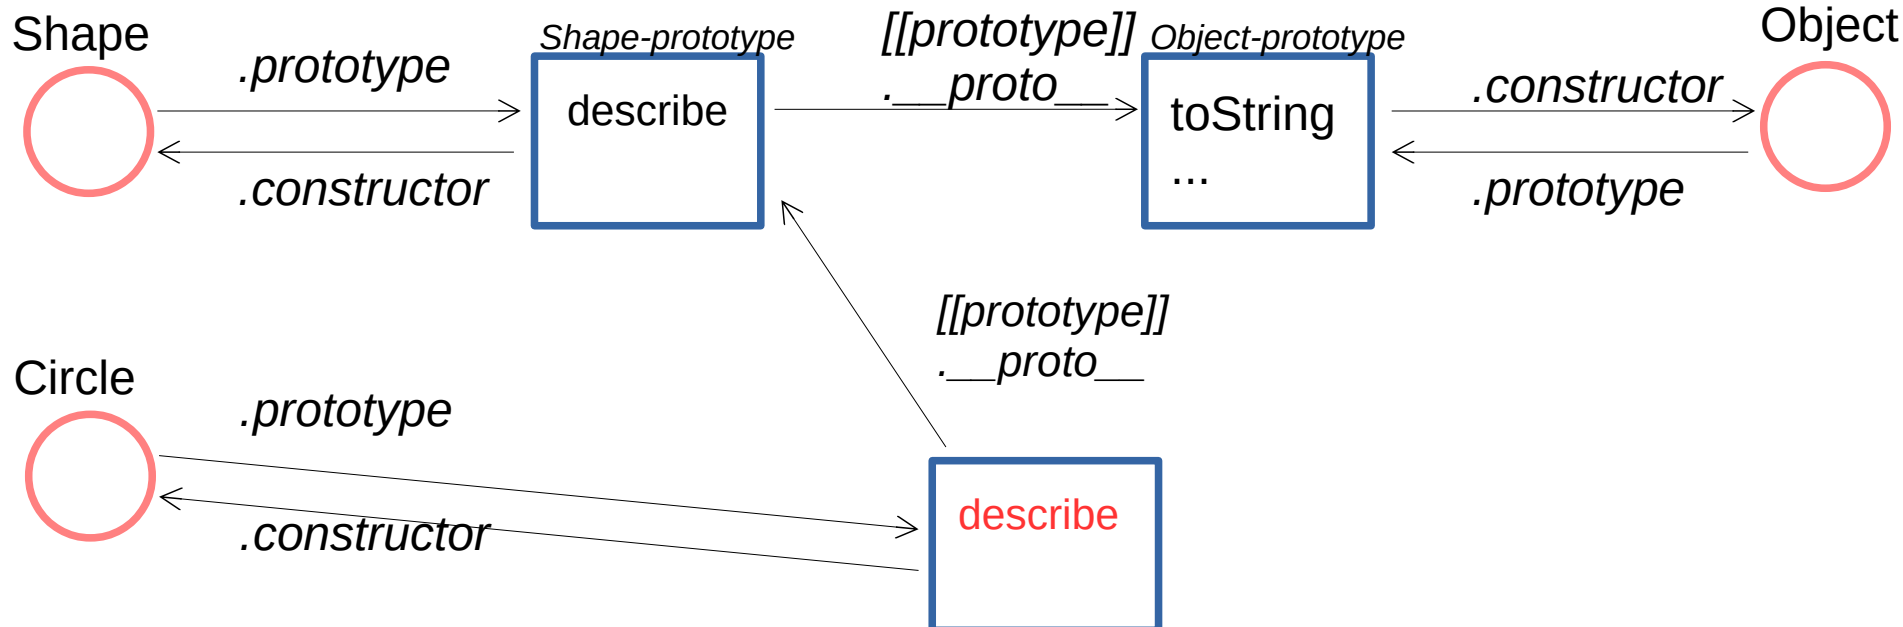 Shape
Shape-prototype
[[prototype]]
.__proto__
Object-prototype
Object
.prototype
describe
toString
...
.constructor
.constructor
.prototype
[[prototype]]
.__proto__
Circle
.prototype
.constructor
describe